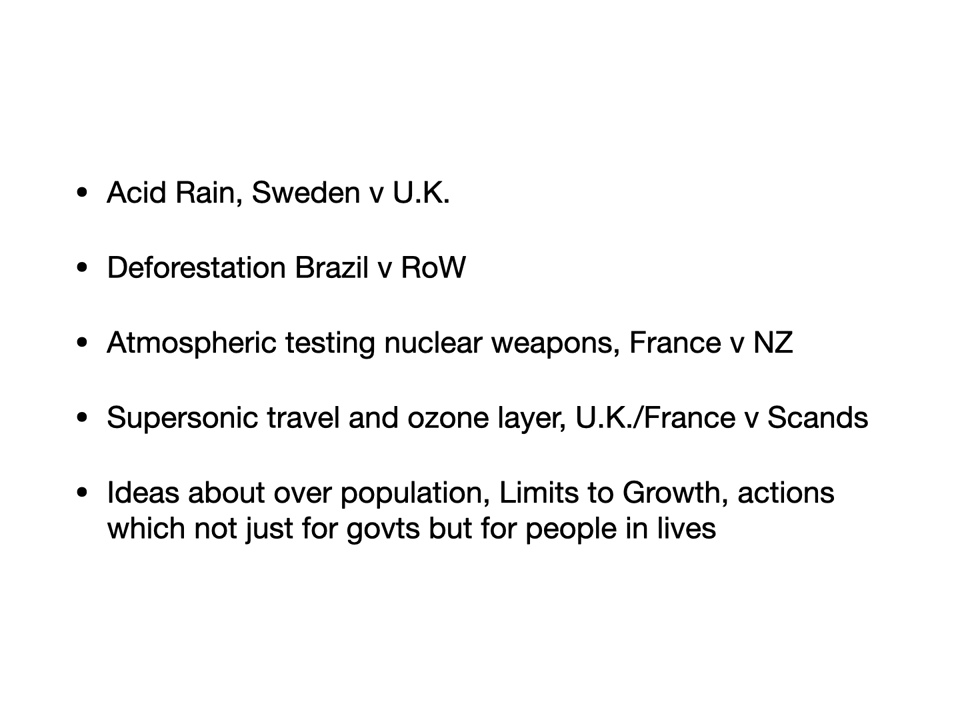 • Acid Rain, Sweden v U.K.
• Deforestation Brazil v RoW
• Atmospheric testing nuclear weapons, France v NZ
• Supersonic travel and ozone layer, U.K./France v Scands
• Ideas about over population, Limits to Growth, actions
which not just for govts but for people in lives